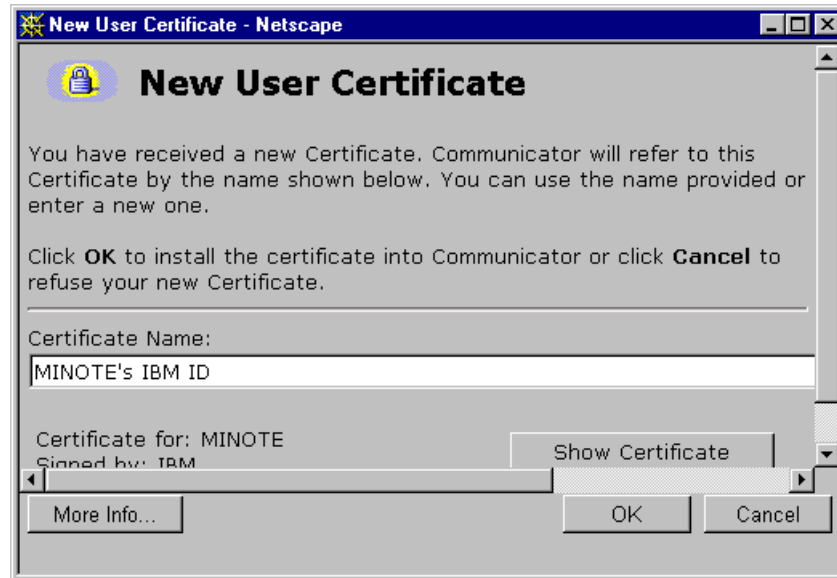 New User Certificate - Netscape
New User Certificate
You have received a new Certificate. Communicator will refer to this
Certificate by the name shown below. You can use the name provided or
enter a new one.
Click OK to install the certificate into Communicator or click Cancel to
refuse your new Certificate.
Certificate Name:
MINOTE's IBM ID
Certificate for: MINOTE
Signed by: IBM
Show Certificate
More Info...
OK
Cancel